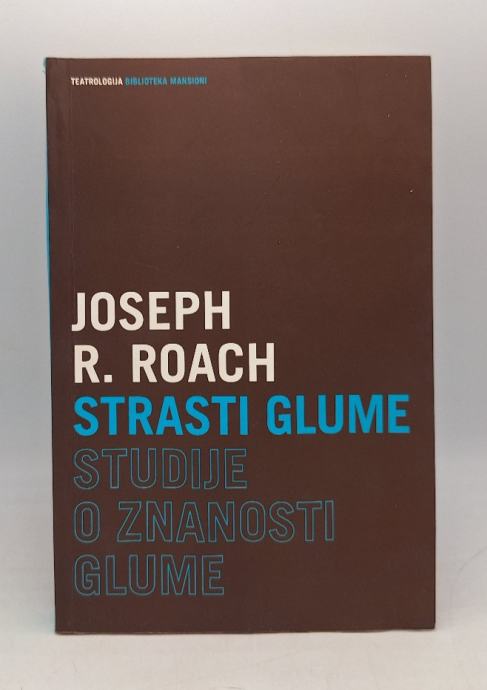 TEATROLOGIJA BIBLIOTEKA MANSIONI
JOSEPH
R. ROACH
STRASTI GLUME
STUDIJE
O ZNANOSTI
GLUME